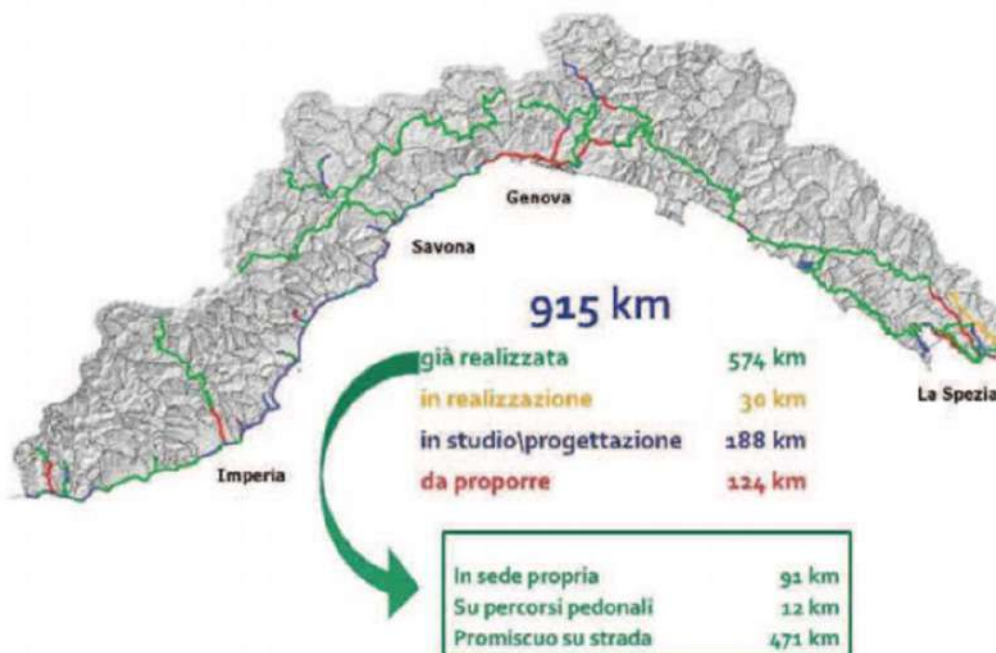 Genova
Savona
915 km
già realizzata 574 km
in realizzazione 30 km
La Spezia
in studio\progettazione 188 km
Imperia
da proporre 124 km
In sede propria 91 km
Su percorsi pedonali 12 km
Promiscuo su strada 471 km